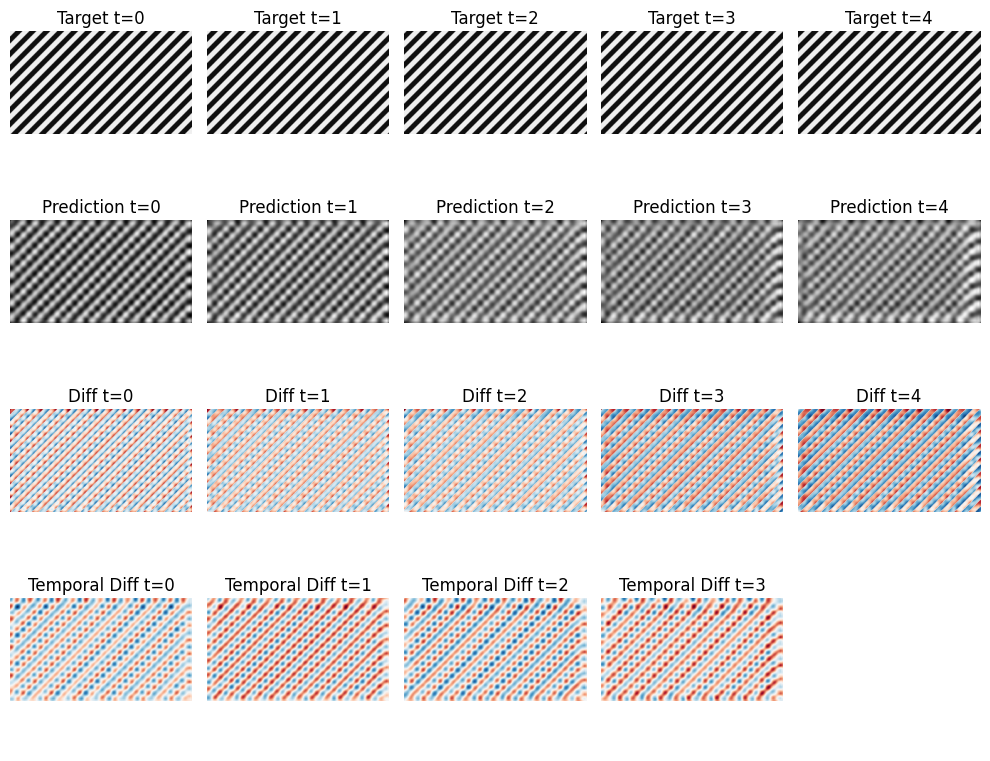 Target t=0 Target t=1 Target t=2 Target t=3 Target t=4
Prediction t=0 Prediction t=1 Prediction t=2 Prediction t=3 Prediction t=4
Diff t=0 Diff t=1 Diff t=2 Diff t=3 Diff t=4
Temporal Diff t=0 Temporal Diff t=1 Temporal Diff t=2 Temporal Diff t=3